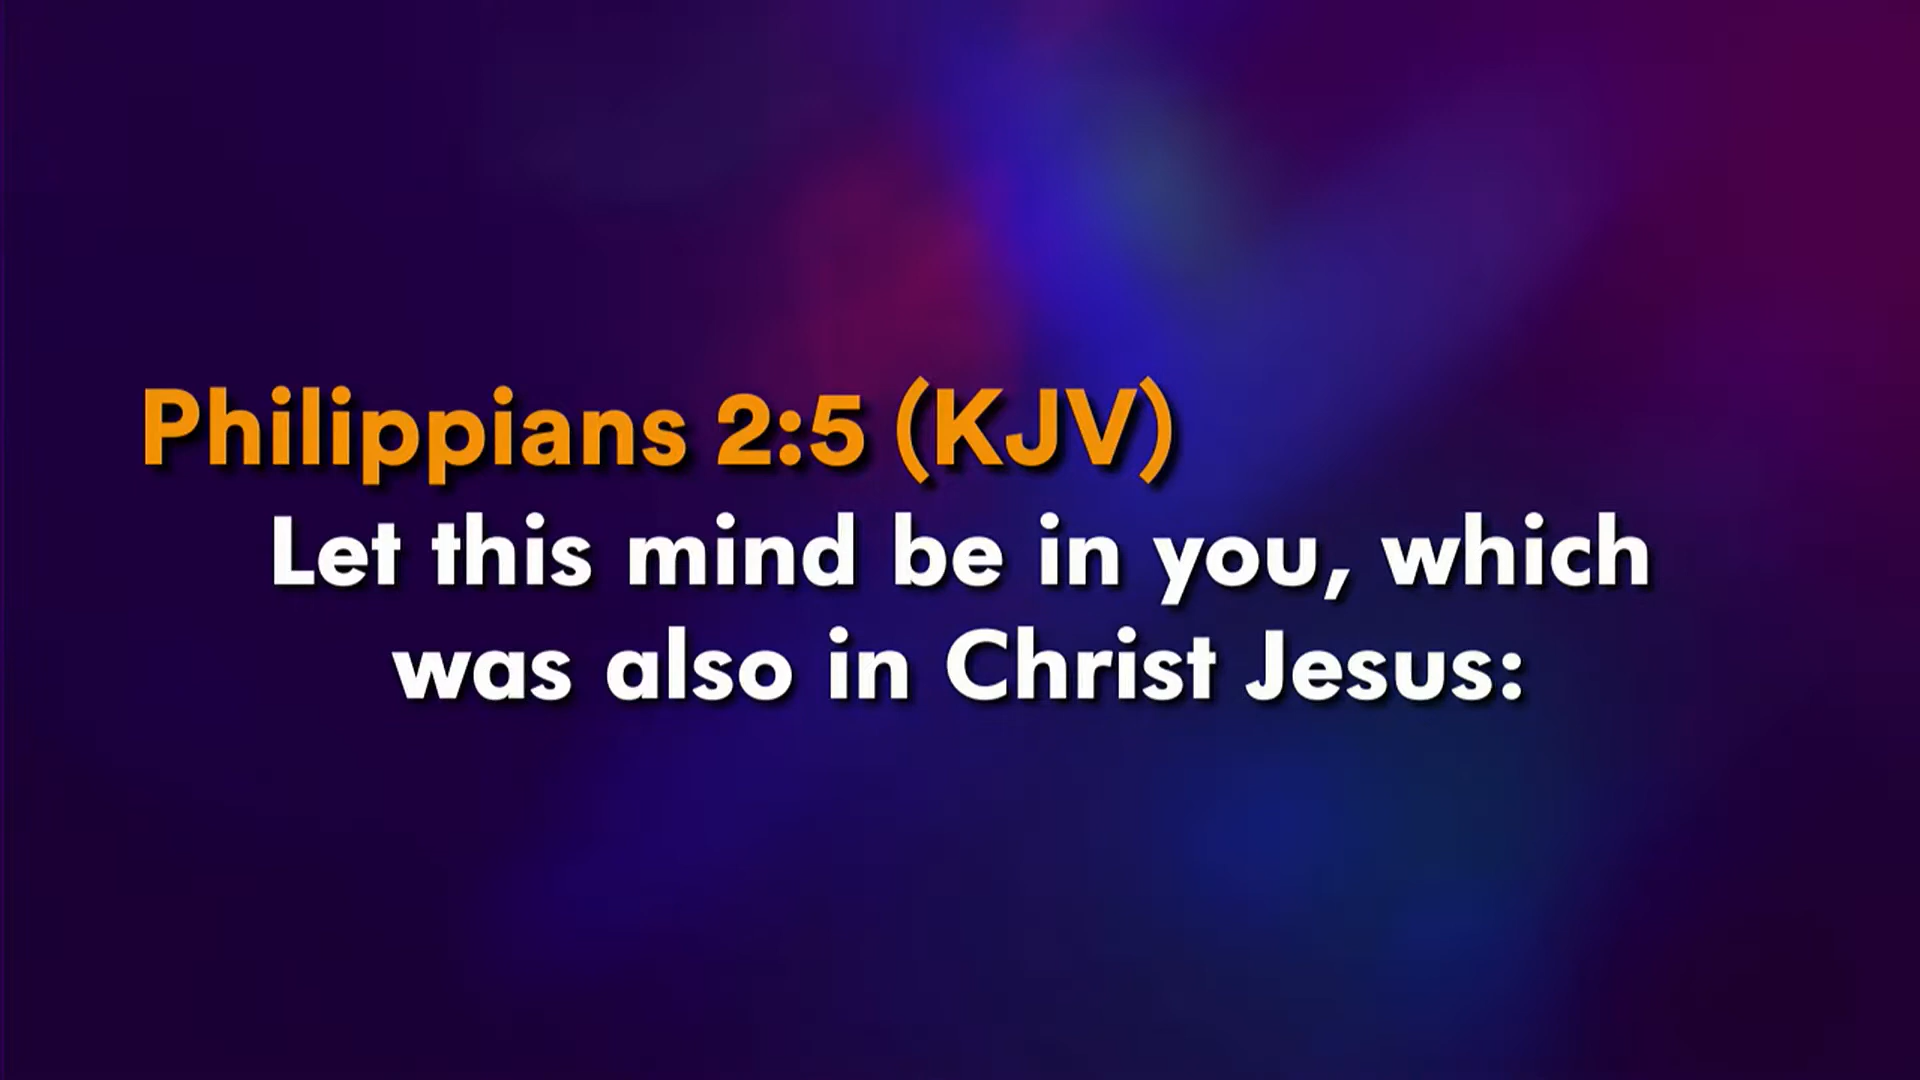 Philippians 2:5 (KJV)
Let this mind be in you, which
was also in Christ Jesus: